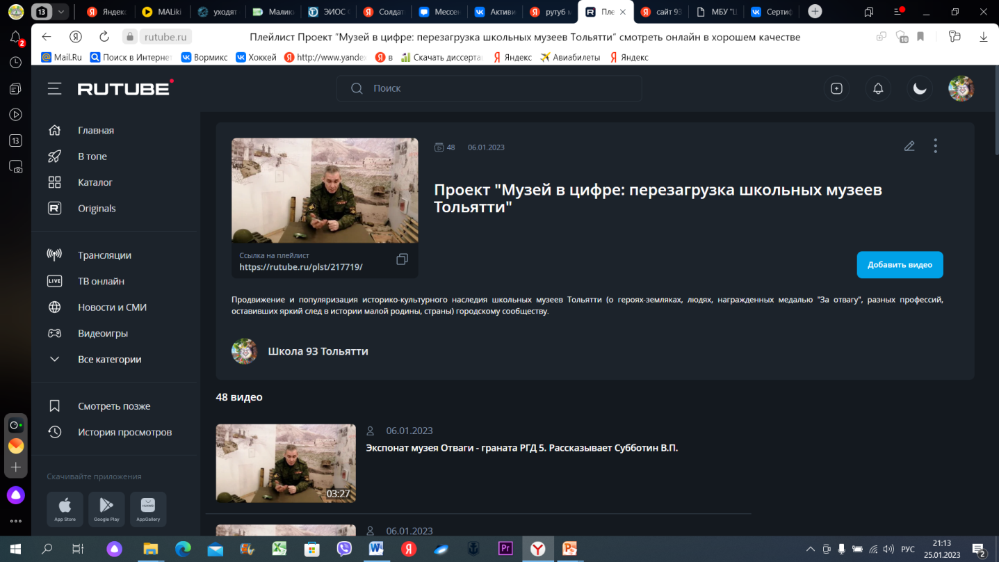 13
Яндекс
MALiki
уходят
Малики
ЭИОС
Солдат
Мессен
Активи
рутуб м
Пле
сайт 93
МБУ "Ц
Сертиф
2
rutube.ru
Плейлист Проект "Музей в цифре: перезагрузка школьных музеев Тольятти" смотреть онлайн в хорошем качестве
10
Mail.Ru
Поиск в Интернет
Вормикс
Хоккей
http://www.yandex
в
Скачать диссерта
Яндекс
Авиабилеты
Яндекс
13
RUTUBE
Поиск
Главная
В топе
Каталог
Originals
Трансляции
LIVE
ТВ онлайн
Новости и СМИ
Видеоигры
Все категории
Смотреть позже
История просмотров
Скачивайте приложения
App Store
Google Play
HUAWEI
AppGallery
48
06.01.2023
Проект "Музей в цифре: перезагрузка школьных музеев
Тольятти"
Ссылка на плейлист
https://rutube.ru/plst/217719/
Добавить видео
Продвижение и популяризация историко-культурного наследия школьных музеев Тольятти (о героях-земляках, людях, награжденных медалью "За отвагу", разных профессий,
оставивших яркий след в истории малой родины, страны) городскому сообществу.
Школа 93 Тольятти
48 видео
06.01.2023
Экспонат музея Отваги - граната РГД 5. Рассказывает Субботин В.П.
03:27
06.01.2023
Pr
РУС
21:13
25.01.2023
2